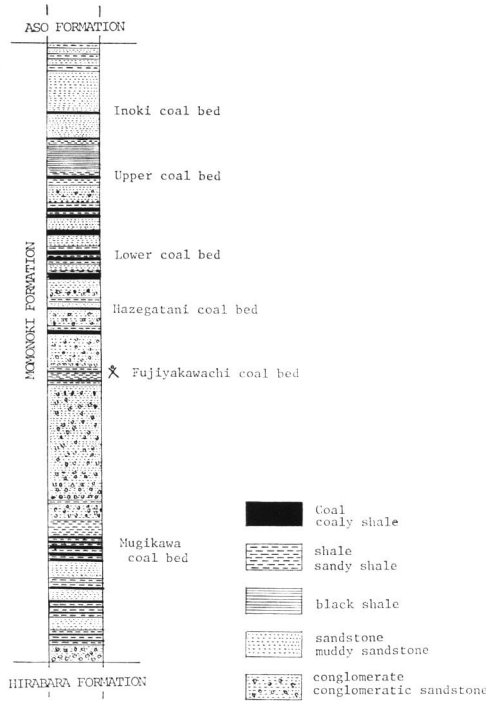 ASO FORMATION
Inoki coal bed
Upper coal bed
Lower coal bed
MOMONOKI FORMATION
Hazegatani coal bed
Fujiyakawachi coal bed
Mugikawa
coal bed
HIRABARA FORMATION
Coal
coaly shale
shale
sandy shale
black shale
sandstone
muddy sandstone
conglomerate
conglomeratic sandstone